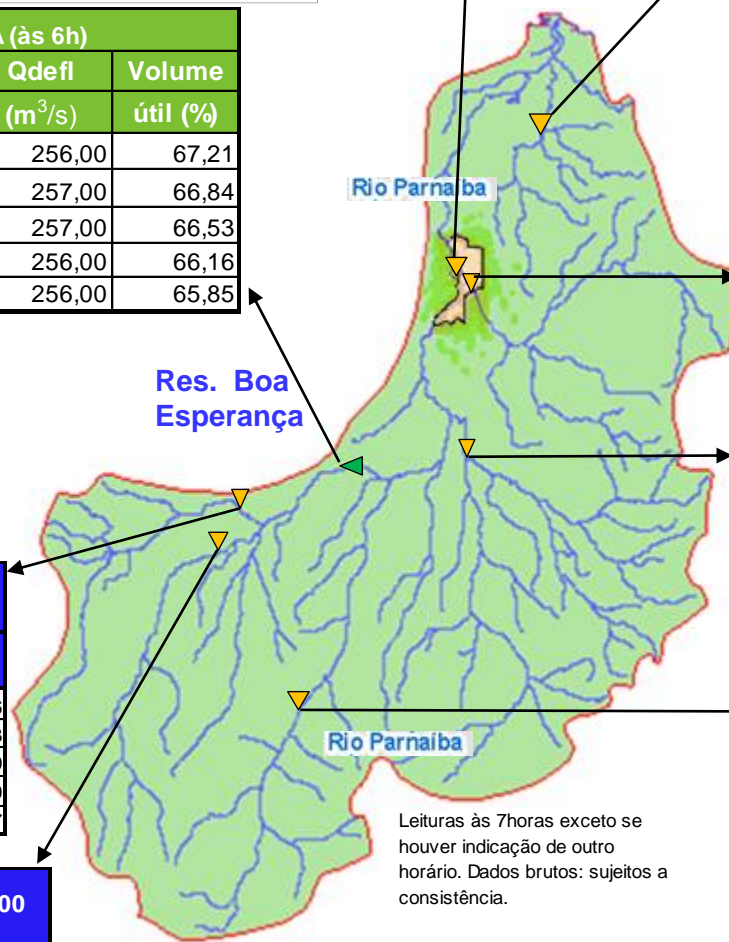 A (às 6h)
Qdefl Volume
(m³/s) útil (%)
256,00 67,21
257,00 66,84
257,00 66,53
256,00 66,16
256,00 65,85
Rio Parnaíba
Res. Boa
Esperança
Rio Parnaíba
Leituras às 7horas exceto se
houver indicação de outro
horário. Dados brutos: sujeitos a
consistência.
00